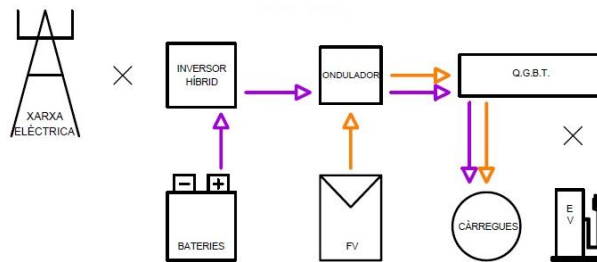 INVERSOR
HÍBRID
ONDULADOR
Q.G.B.T.
XARXA
ELÈCTRICA
BATERIES
FV
CÀRREGUES
E
V